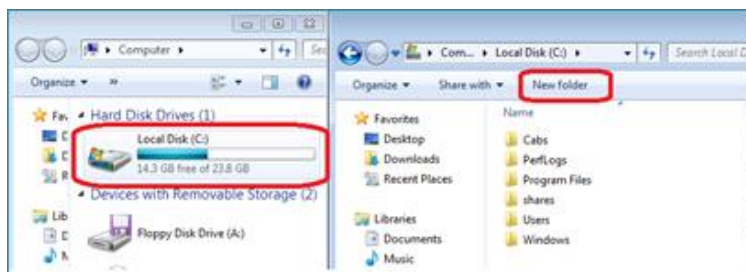 Computer
Organize
»
Fav
Hard Disk Drives (1)
Local Disk (C:)
14.3 GB free of 23.8 GB
Devices with Removable Storage (2)
Lib
Floppy Disk Drive (A:)
Com... Local Disk (C:)
Search Local D
Organize Share with New folder
Favorites
Desktop
Downloads
Recent Places
Libraries
Documents
Music
Name
Cabs
PerfLogs
Program Files
shares
Users
Windows